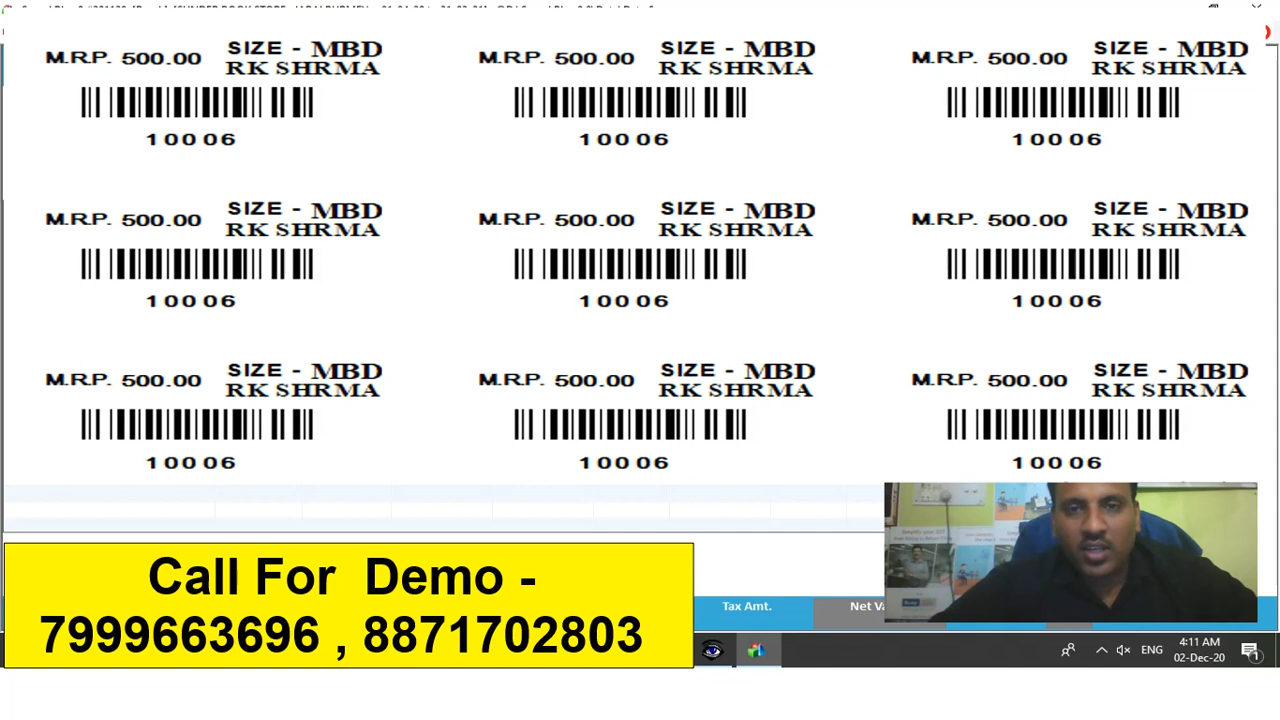 M.R.P. 500.00 SIZE - MBD M.R.P. 500.00 SIZE - MBD M.R.P. 500.00 SIZE - MBD
RK SHRMA RK SHRMA RK SHRMA
10006 10006 10006
M.R.P. 500.00 SIZE - MBD M.R.P. 500.00 SIZE - MBD M.R.P. 500.00 SIZE - MBD
RK SHRMA RK SHRMA RK SHRMA
10006 10006 10006
M.R.P. 500.00 SIZE - MBD M.R.P. 500.00 SIZE - MBD M.R.P. 500.00 SIZE - MBD
RK SHRMA RK SHRMA RK SHRMA
10006 10006 10006
Call For Demo -
7999663696 , 8871702803
Tax Amt. Net Va
ENG 4:11 AM
02-Dec-20
1